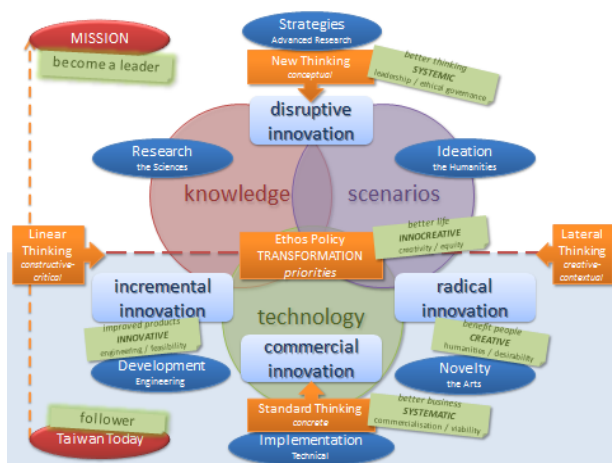 Strategies
Advanced Research
MISSION
become a leader
New Thinking
conceptual
better thinking
SYSTEMIC
leadership / ethical governance
disruptive
innovation
Research
the Sciences
Ideation
the Humanities
knowledge
scenarios
better life
INNOCREATIVE
creativity / equity
Linear
Thinking
constructive-
critical
Ethos Policy
TRANSFORMATION
priorities
Lateral
Thinking
creative-
contextual
incremental
innovation
radical
innovation
technology
improved products
INNOVATIVE
engineering / feasibility
benefit people
CREATIVE
humanities / desirability
commercial
innovation
Development
Engineering
Novelty
the Arts
better business
SYSTEMATIC
commercialisation / viability
follower
Taiwan Today
Standard Thinking
concrete
Implementation
Technical